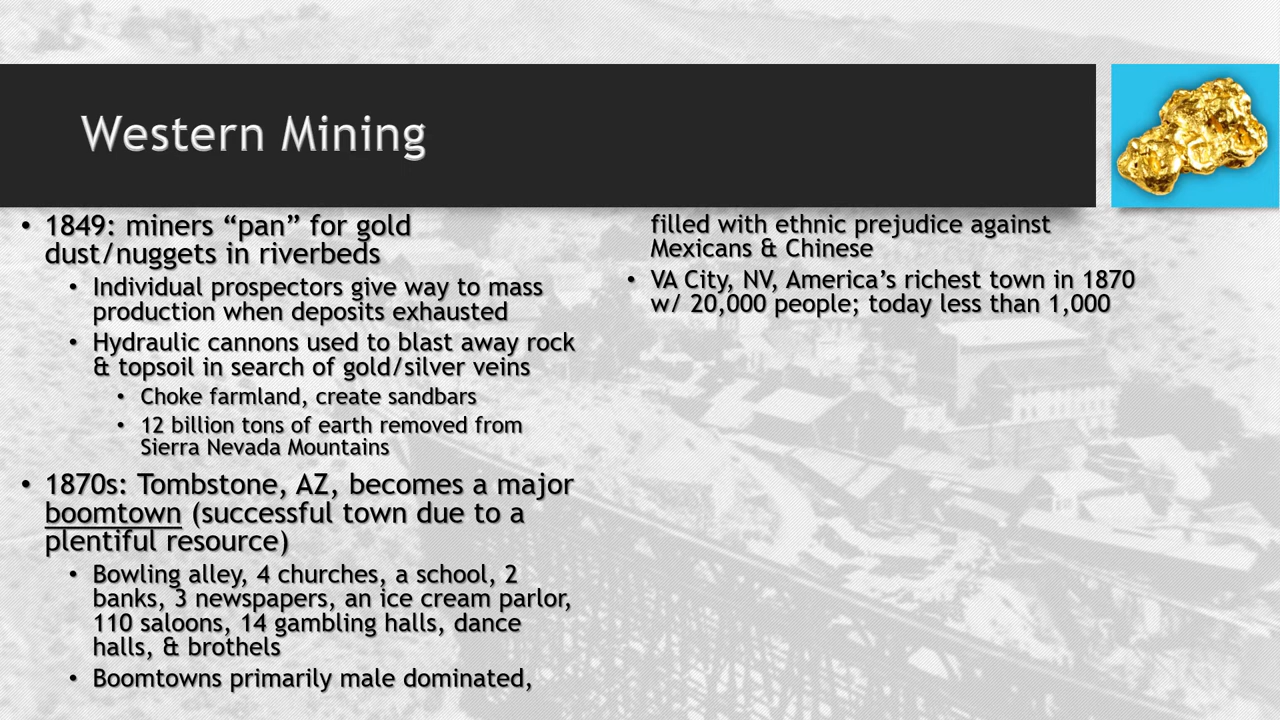 Western Mining
• 1849: miners “pan” for gold
dust/nuggets in riverbeds
• Individual prospectors give way to mass
production when deposits exhausted
• Hydraulic cannons used to blast away rock
& topsoil in search of gold/silver veins
• Choke farmland, create sandbars
• 12 billion tons of earth removed from
Sierra Nevada Mountains
• 1870s: Tombstone, AZ, becomes a major
boomtown (successful town due to a
plentiful resource)
• Bowling alley, 4 churches, a school, 2
banks, 3 newspapers, an ice cream parlor,
110 saloons, 14 gambling halls, dance
halls, & brothels
• Boomtowns primarily male dominated,
filled with ethnic prejudice against
Mexicans & Chinese
• VA City, NV, America’s richest town in 1870
w/ 20,000 people; today less than 1,000